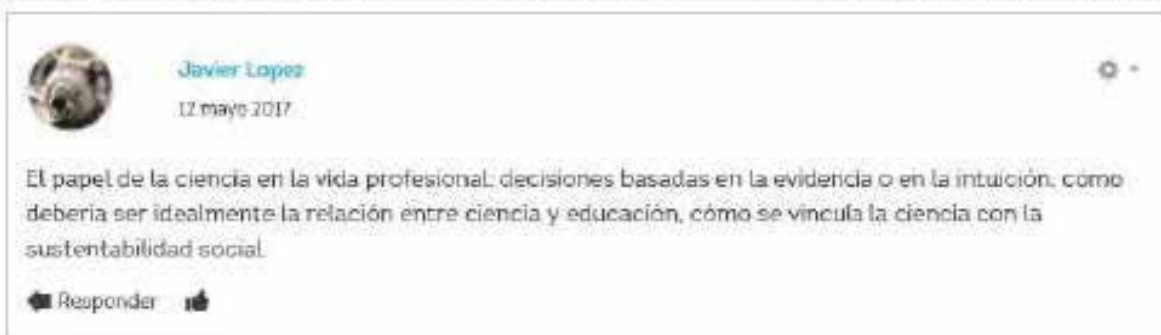 Javier Lopez
12 mayo 2017
El papel de la ciencia en la vida profesional: decisiones basadas en la evidencia o en la intuición, como
debería ser idealmente la relación entre ciencia y educación, cómo se vincula la ciencia con la
sustentabilidad social.
Responder